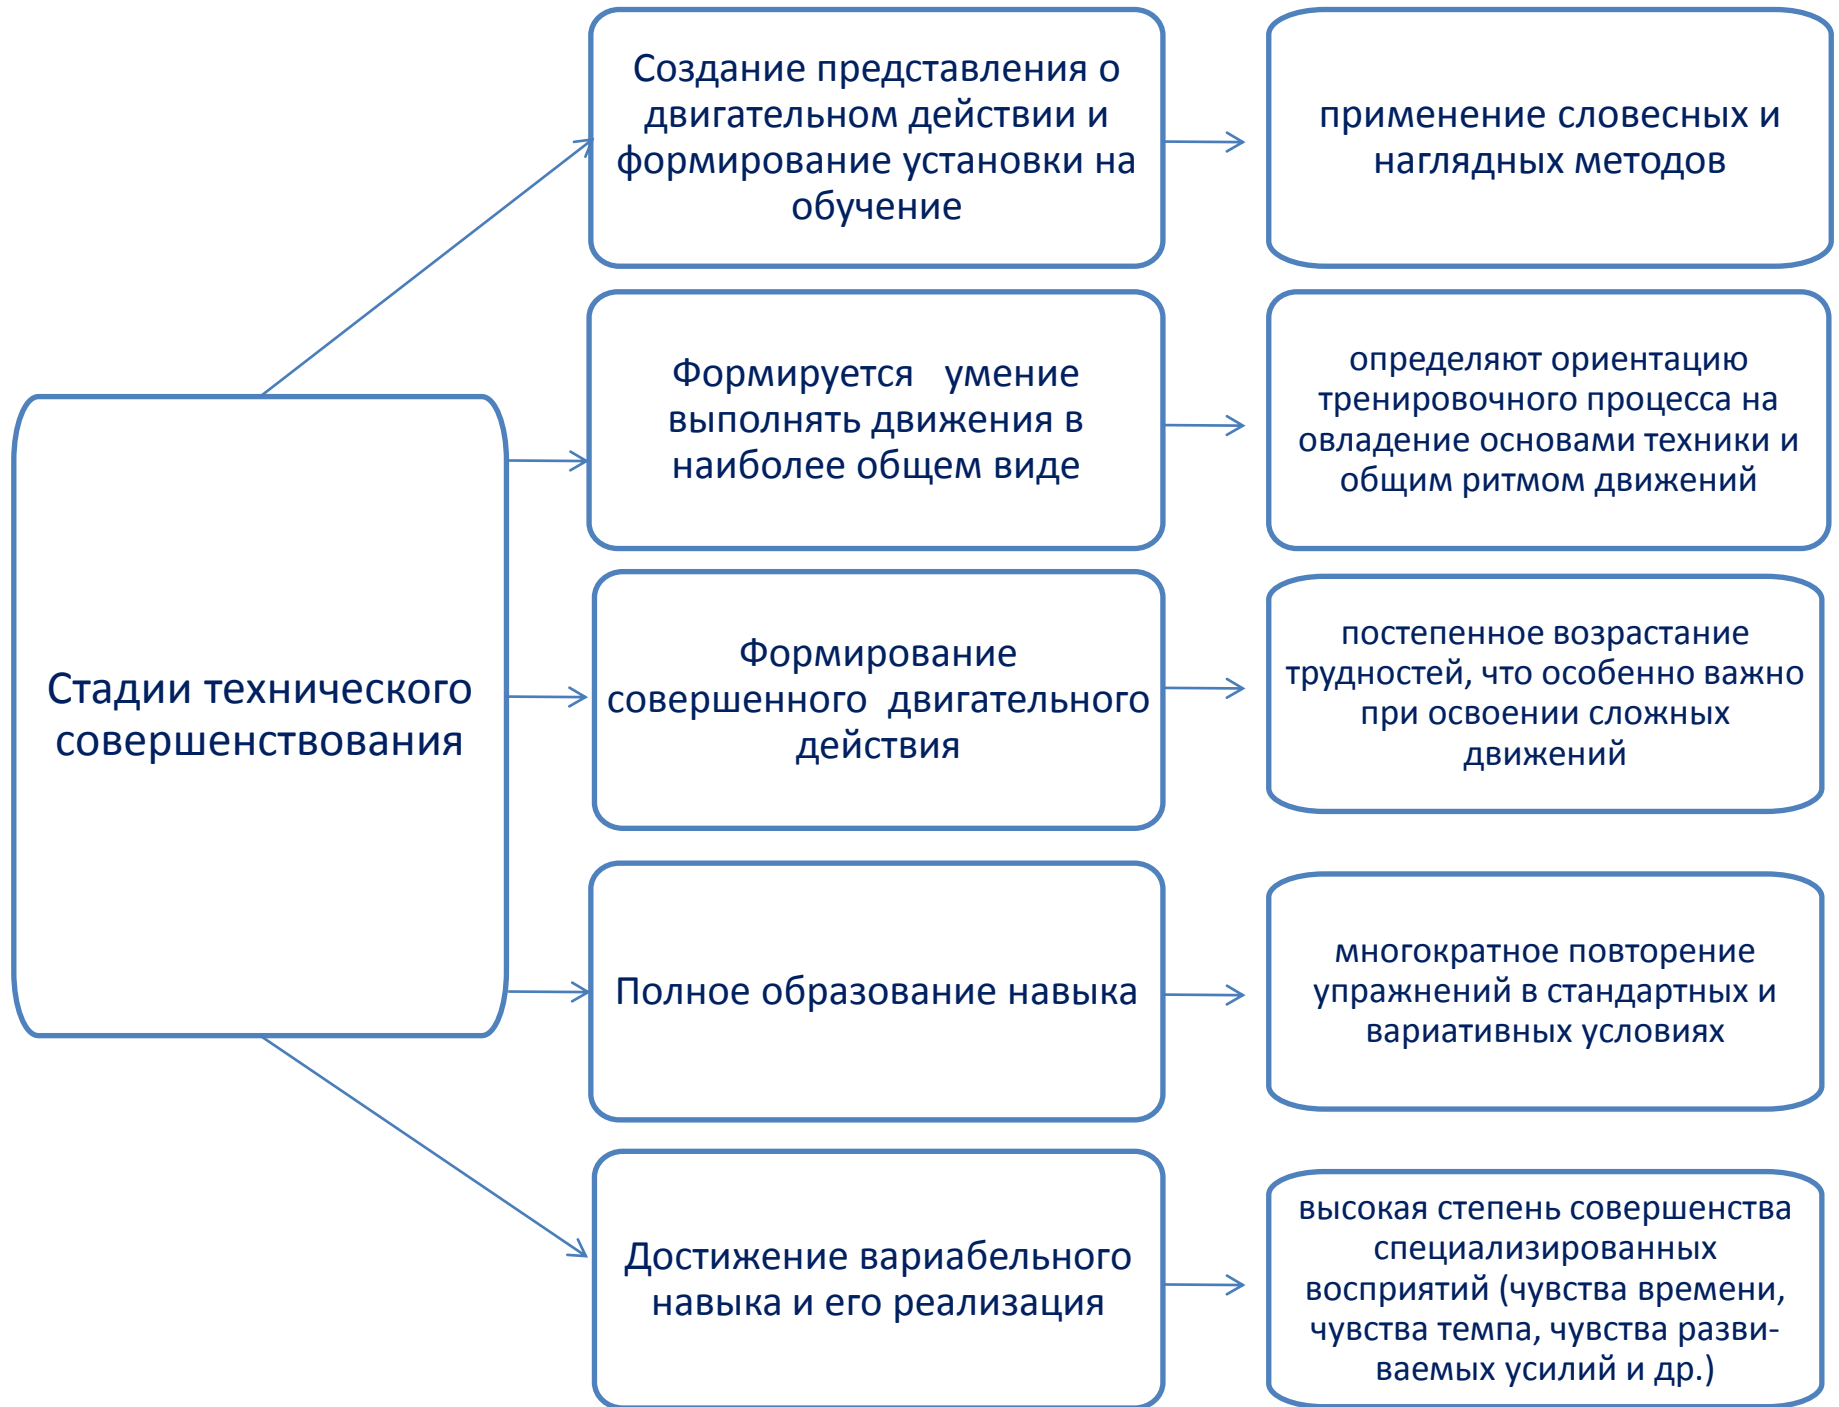 Стадии технического
совершенствования
Создание представления о
двигательном действии и
формирование установки на
обучение
применение словесных и
наглядных методов
Формируется умение
выполнять движения в
наиболее общем виде
определяют ориентацию
тренировочного процесса на
овладение основами техники и
общим ритмом движений
Формирование
совершенного двигательного
действия
постепенное возрастание
трудностей, что особенно важно
при освоении сложных
движений
Полное образование навыка
многократное повторение
упражнений в стандартных и
вариативных условиях
Достижение вариабельного
навыка и его реализация
высокая степень совершенства
специализированных
восприятий (чувства времени,
чувства темпа, чувства разви-
ваемых усилий и др.)